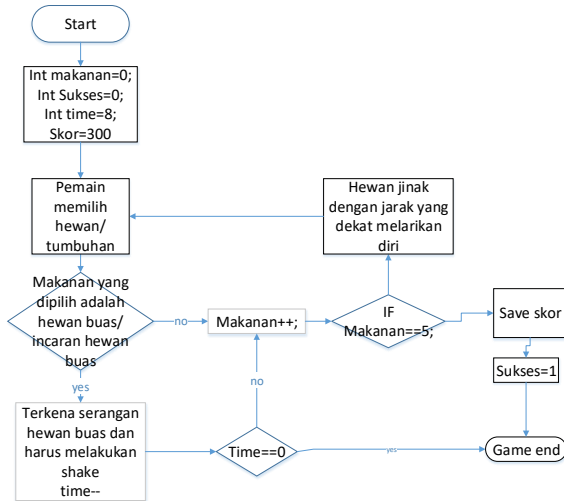 Start
Int makanan=0;
Int Sukses=0;
Int time=8;
Skor=300
Pemain
memilih
hewan/
tumbuhan
Hewan jinak
dengan jarak yang
dekat melarikan
diri
Makanan yang
dipilih adalah
hewan buas/
incaran hewan
buas
no
Makanan++;
IF
Makanan==5;
Save skor
yes
no
Sukses=1
Terkena serangan
hewan buas dan
harus melakukan
shake
time--
Time==0
yes
Game end